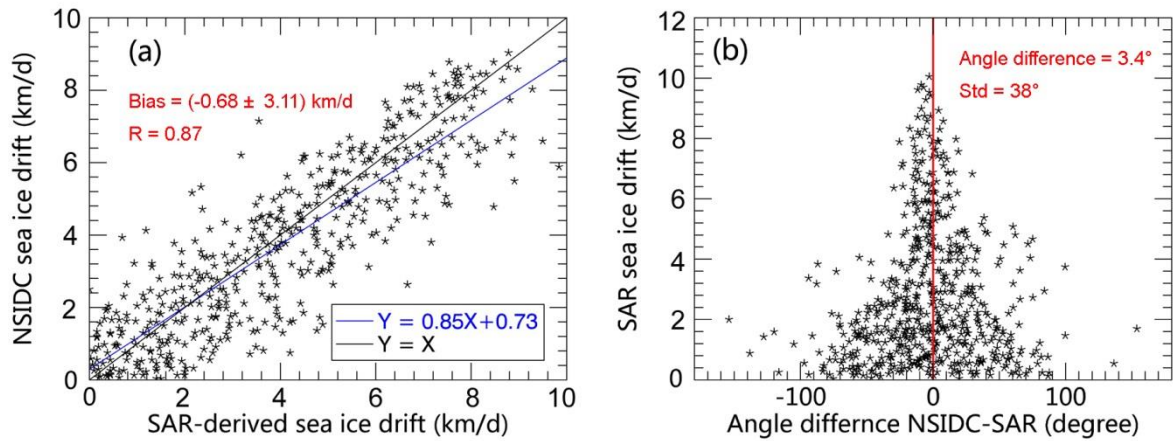 (a)
Bias = (-0.68 ± 3.11) km/d
R = 0.87
Y = 0.85X+0.73
Y = X
NSIDC sea ice drift (km/d)
10
8
6
4
2
0
0 2 4 6 8 10
SAR-derived sea ice drift (km/d)
(b)
Angle difference = 3.4°
Std = 38°
SAR sea ice drift (km/d)
12
10
8
6
4
2
0
-100 0 100
Angle differnce NSIDC-SAR (degree)